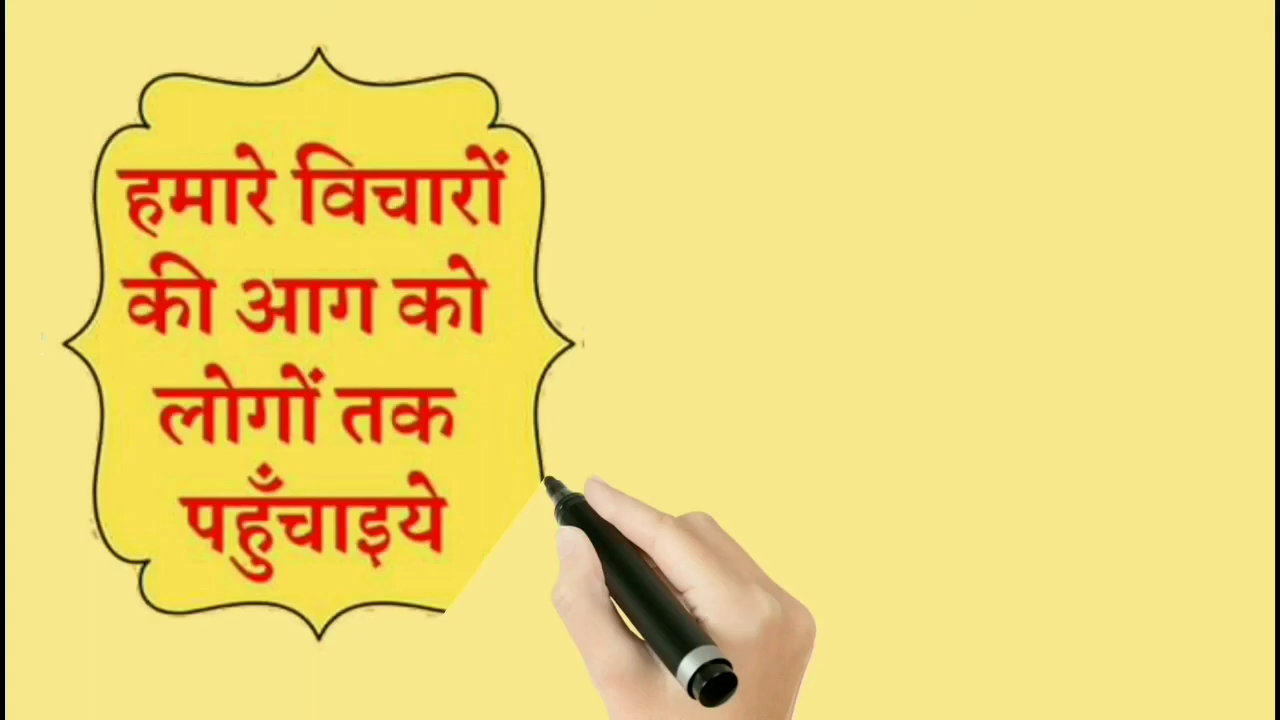 हमारे विचारों
की आग को
लोगों तक
पहुँचाइये